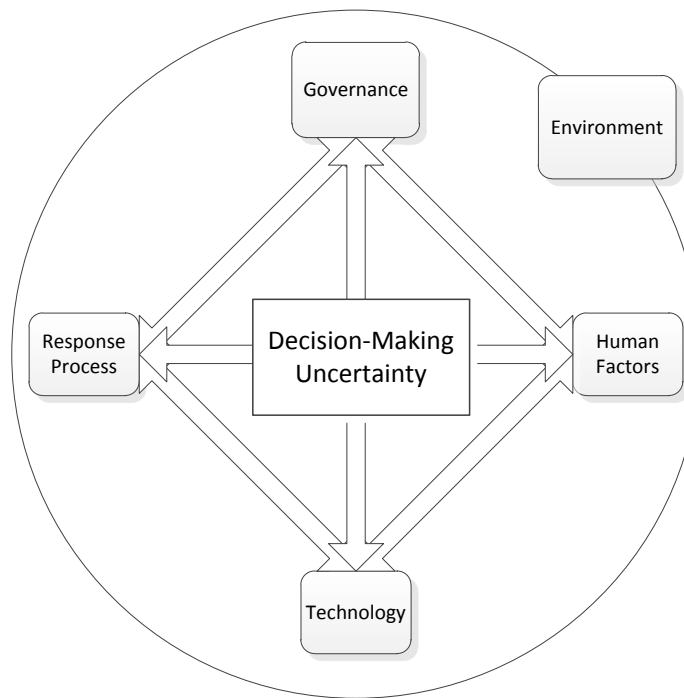 Governance
Environment
Decision-Making
Uncertainty
Response
Process
Human
Factors
Technology